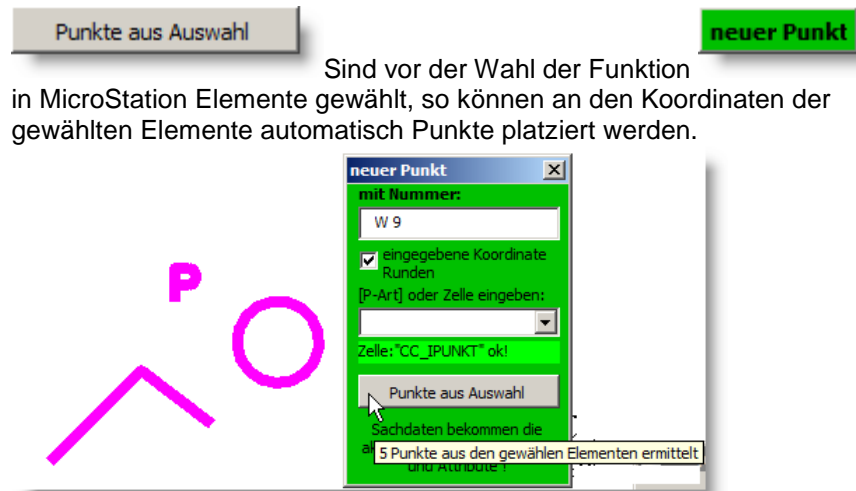 Punkte aus Auswahl
neuer Punkt
Sind vor der Wahl der Funktion
in MicroStation Elemente gewählt, so können an den Koordinaten der
gewählten Elemente automatisch Punkte platziert werden.
neuer Punkt
mit Nummer:
W 9
eingegebene Koordinate
Runden
[P-Art] oder Zelle eingeben:
Zelle:"CC_IPUNKT" ok!
Punkte aus Auswahl
Sachdaten bekommen die
5 Punkte aus den gewählen Elementen ermittelt
und Attribute !
P